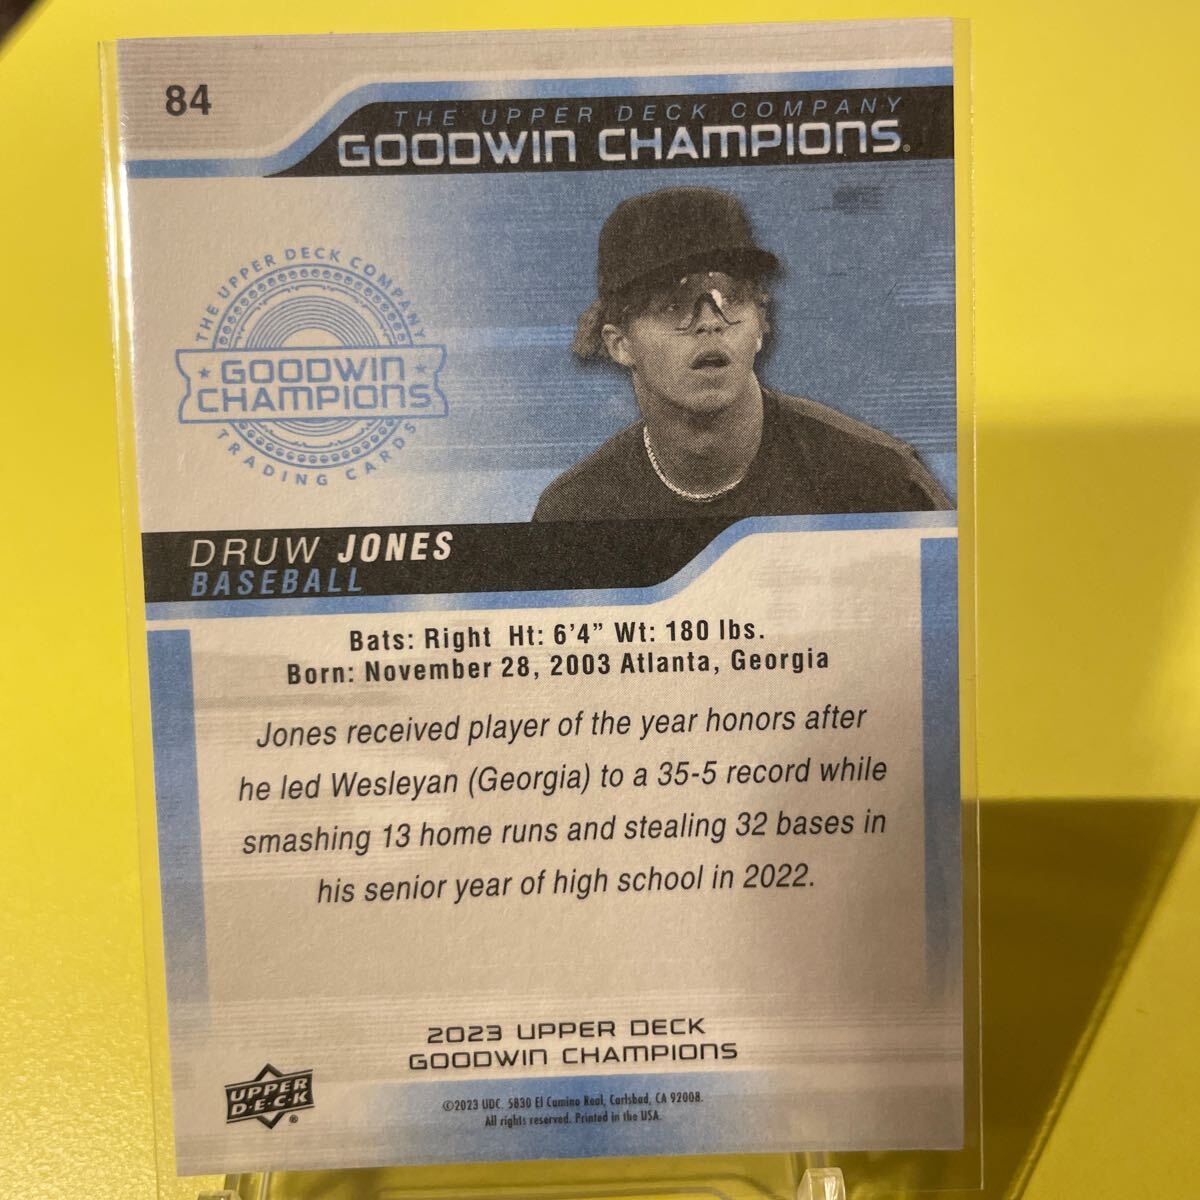 84
THE UPPER DECK COMPANY
GOODWIN CHAMPIONS®
THE UPPER DECK COMPANY
GOODWIN
CHAMPIONS
TRADING CARDS
DRUW JONES
BASEBALL
Bats: Right Ht: 6’4” Wt: 180 lbs.
Born: November 28, 2003 Atlanta, Georgia
Jones received player of the year honors after
he led Wesleyan (Georgia) to a 35-5 record while
smashing 13 home runs and stealing 32 bases in
his senior year of high school in 2022.
2023 UPPER DECK
GOODWIN CHAMPIONS
UPPER
D·E·C·K®
©2023 UDC. 5830 El Camino Real, Carlsbad, CA 92008.
All rights reserved. Printed in the USA.